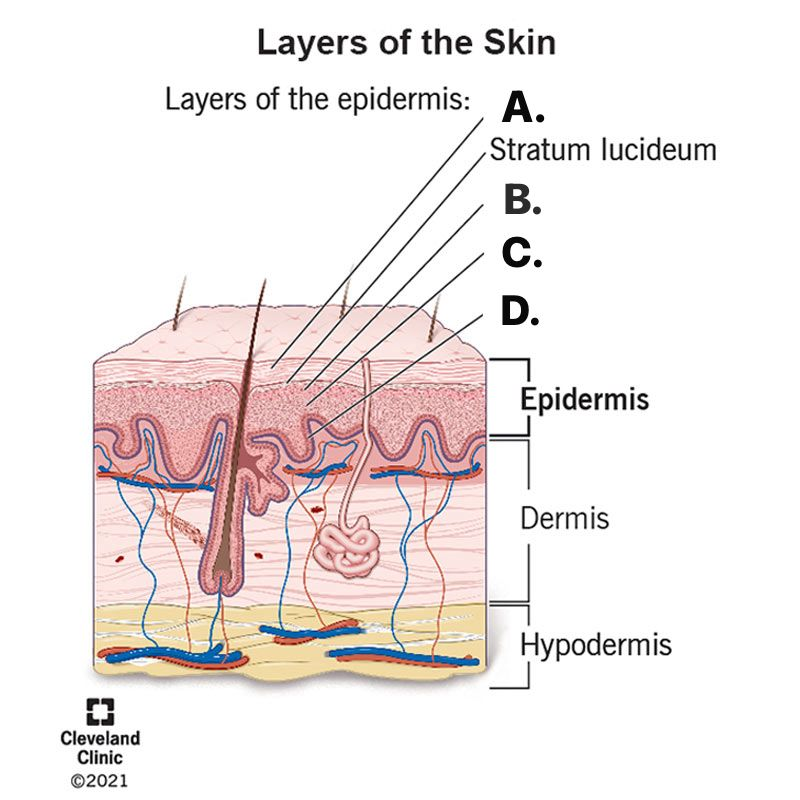 Layers of the Skin
Layers of the epidermis: A.
Stratum lucideum
B.
C.
D.
Epidermis
Dermis
Hypodermis
Cleveland
Clinic
©2021